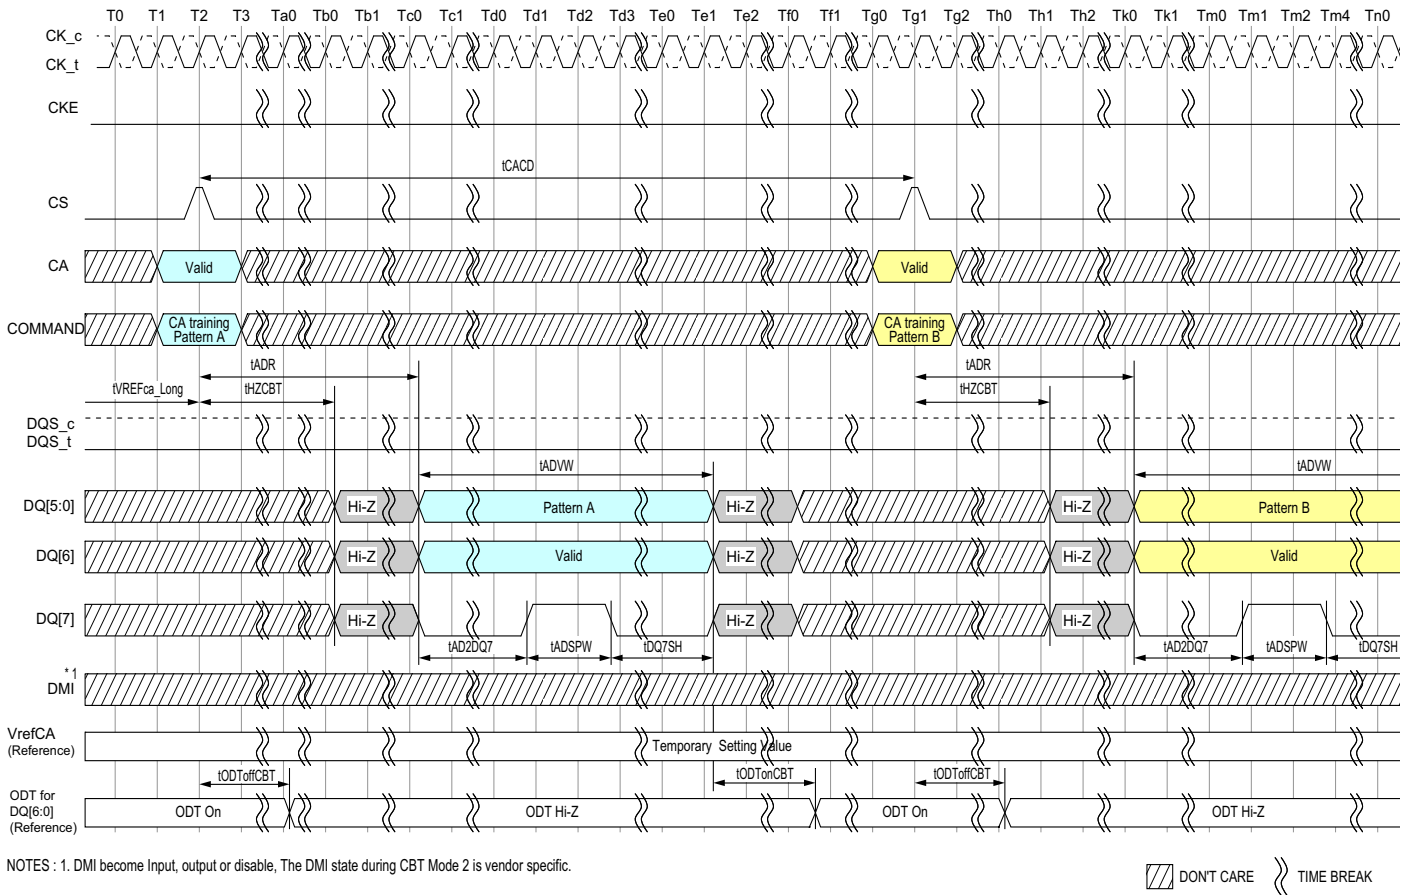 T0 T1 T2 T3 Ta0 Tb0 Tb1 Tc0 Tc1 Td0 Td1 Td2 Td3 Te0 Te1 Te2 Tf0 Tf1 Tg0 Tg1 Tg2 Th0 Th1 Th2 Tk0 Tk1 Tm0 Tm1 Tm2 Tm4 Tn0
CK_c
CK_t
CKE
tCACD
CS
CA Valid Valid
COMMAND CA training Pattern A CA training Pattern B
tADR tADR
tVREFca_Long tHZCBT tHZCBT
DQS_c
DQS_t
tADVW tADVW
DQ[5:0] Hi-Z Pattern A Hi-Z Hi-Z Pattern B
DQ[6] Hi-Z Valid Hi-Z Hi-Z Valid
DQ[7] Hi-Z Hi-Z Hi-Z
tAD2DQ7 tADSPW tDQ7SH tAD2DQ7 tADSPW tDQ7SH
*1
DMI
VrefCA
(Reference)
Temporary Setting Value
tODToffCBT tODTonCBT tODToffCBT
ODT for
DQ[6:0]
(Reference)
ODT On ODT Hi-Z ODT On ODT Hi-Z
NOTES : 1. DMI become Input, output or disable, The DMI state during CBT Mode 2 is vendor specific.
DON'T CARE TIME BREAK